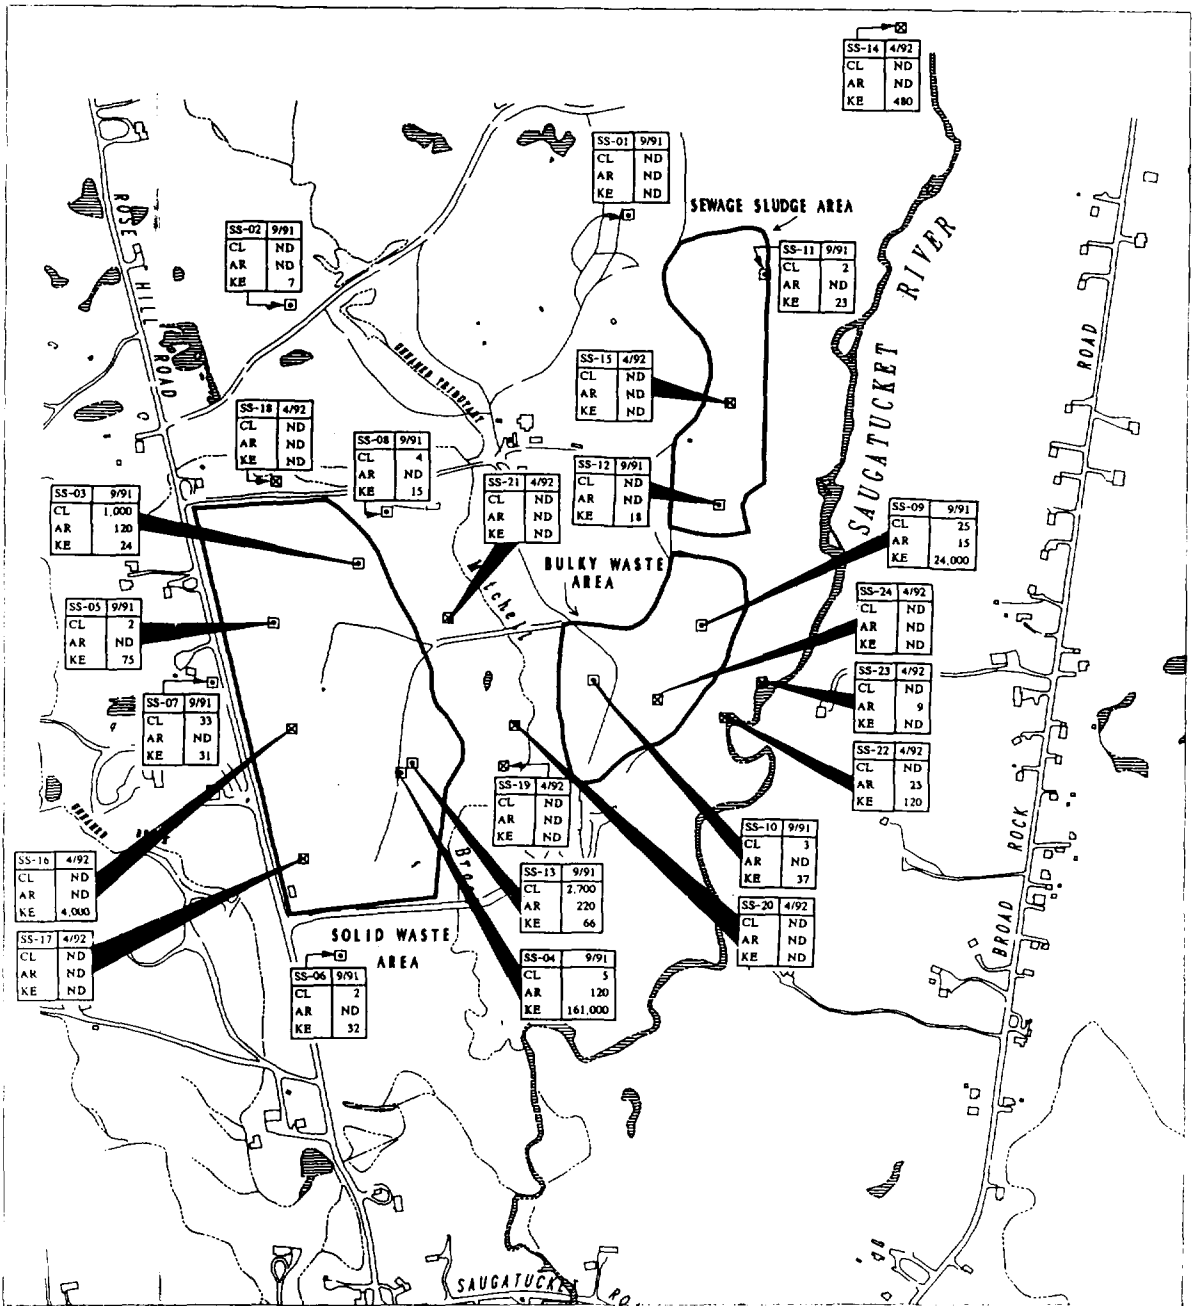 SS-14 4/92
CL ND
AR ND
KE 480
SS-01 9/91
CL ND
AR ND
KE ND
SEWAGE SLUDGE AREA
SS-02 9/91
CL ND
AR ND
KE 7
SS-11 9/91
CL 2
AR ND
KE 23
ROSE HILL ROAD
SAUGATUCKET RIVER
ROAD
UNNAMED TRIBUTARY
SS-15 4/92
CL ND
AR ND
KE ND
SS-18 4/92
CL ND
AR ND
KE ND
SS-08 9/91
CL 4
AR ND
KE 15
SS-12 9/91
CL ND
AR ND
KE 18
SS-21 4/92
CL ND
AR ND
KE ND
SS-03 9/91
CL 1,000
AR 120
KE 24
SS-09 9/91
CL 25
AR 15
KE 24,000
BULKY WASTE
AREA
Mitchell
SS-05 9/91
CL 2
AR ND
KE 75
SS-24 4/92
CL ND
AR ND
KE ND
SS-23 4/92
CL ND
AR 9
KE ND
SS-07 9/91
CL 33
AR ND
KE 31
SS-22 4/92
CL ND
AR 23
KE 120
SS-19 4/92
CL ND
AR ND
KE ND
UNNAMED
SS-10 9/91
CL 3
AR ND
KE 37
SS-16 4/92
CL ND
AR ND
KE 4,000
SS-13 9/91
CL 2,700
AR 220
KE 66
SS-20 4/92
CL ND
AR ND
KE ND
BROAD ROCK
SS-17 4/92
CL ND
AR ND
KE ND
SOLID WASTE
AREA
SS-04 9/91
CL 5
AR 120
KE 161,000
SS-06 9/91
CL 2
AR ND
KE 32
SAUGATUCKET RD.